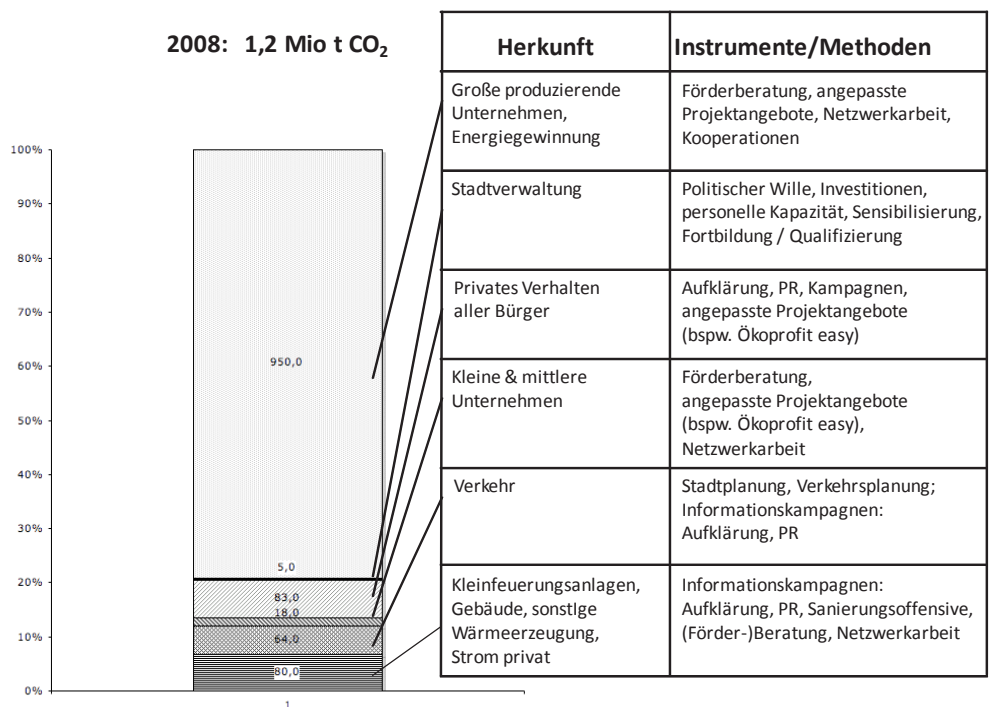 2008: 1,2 Mio t CO₂
100%
90%
80%
70%
60%
50%
40%
30%
20%
10%
0%
950,0
5,0
83,0
18,0
64,0
80,0
1
Herkunft
Instrumente/Methoden
Große produzierende
Unternehmen,
Energiegewinnung
Förderberatung, angepasste
Projektangebote, Netzwerkarbeit,
Kooperationen
Stadtverwaltung
Politischer Wille, Investitionen,
personelle Kapazität, Sensibilisierung,
Fortbildung / Qualifizierung
Privates Verhalten
aller Bürger
Aufklärung, PR, Kampagnen,
angepasste Projektangebote
(bspw. Ökoprofit easy)
Kleine & mittlere
Unternehmen
Förderberatung,
angepasste Projektangebote
(bspw. Ökoprofit easy),
Netzwerkarbeit
Verkehr
Stadtplanung, Verkehrsplanung;
Informationskampagnen:
Aufklärung, PR
Kleinfeuerungsanlagen,
Gebäude, sonstIge
Wärmeerzeugung,
Strom privat
Informationskampagnen:
Aufklärung, PR, Sanierungsoffensive,
(Förder-)Beratung, Netzwerkarbeit